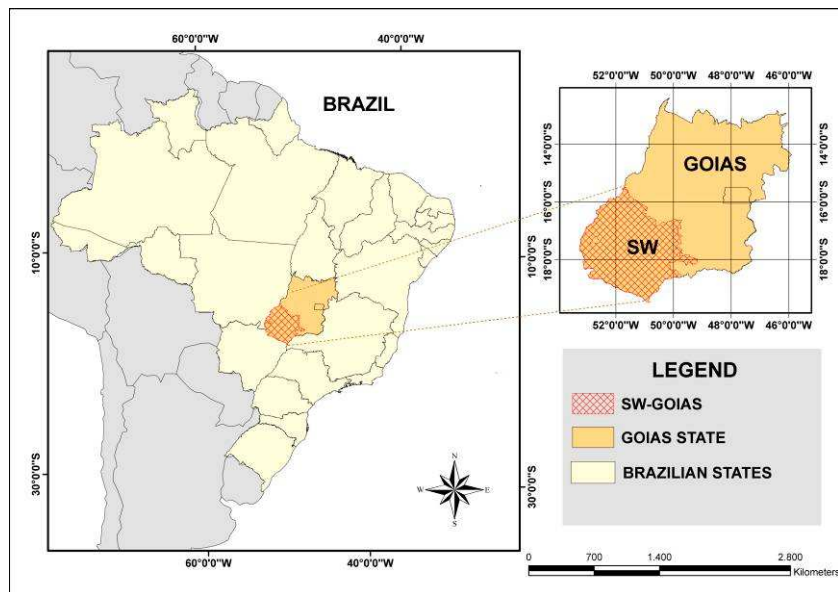 60°0'0"W 40°0'0"W
BRAZIL
10°0'0"S
10°0'0"S
30°0'0"S
30°0'0"S
60°0'0"W 40°0'0"W
N
W E
S
52°0'0"W 50°0'0"W 48°0'0"W 46°0'0"W
GOIAS
SW
14°0'0"S
14°0'0"S
16°0'0"S
16°0'0"S
18°0'0"S
18°0'0"S
52°0'0"W 50°0'0"W 48°0'0"W 46°0'0"W
LEGEND
SW-GOIAS
GOIAS STATE
BRAZILIAN STATES
0 700 1.400 2.800
Kilometers